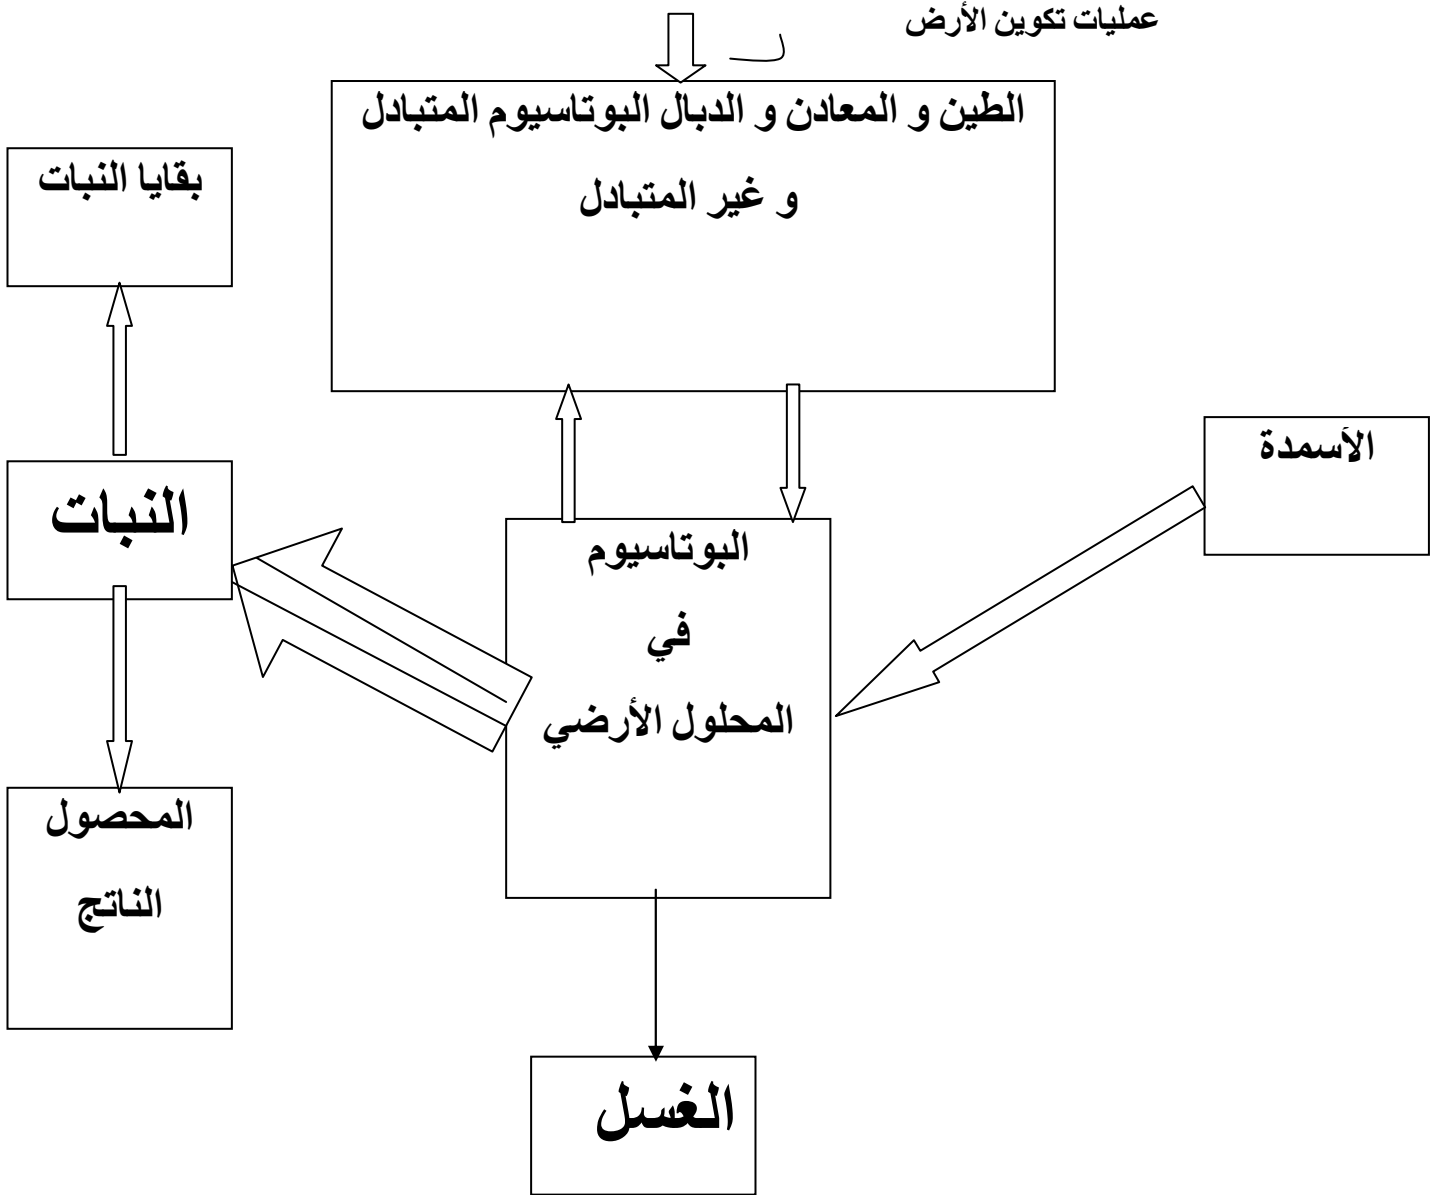 عمليات تكوين الأرض
الطين و المعادن و الدبال البوتاسيوم المتبادل
و غير المتبادل
بقايا النبات
الأسمدة
النبات
البوتاسيوم
في
المحلول الأرضي
المحصول
الناتج
الغسل